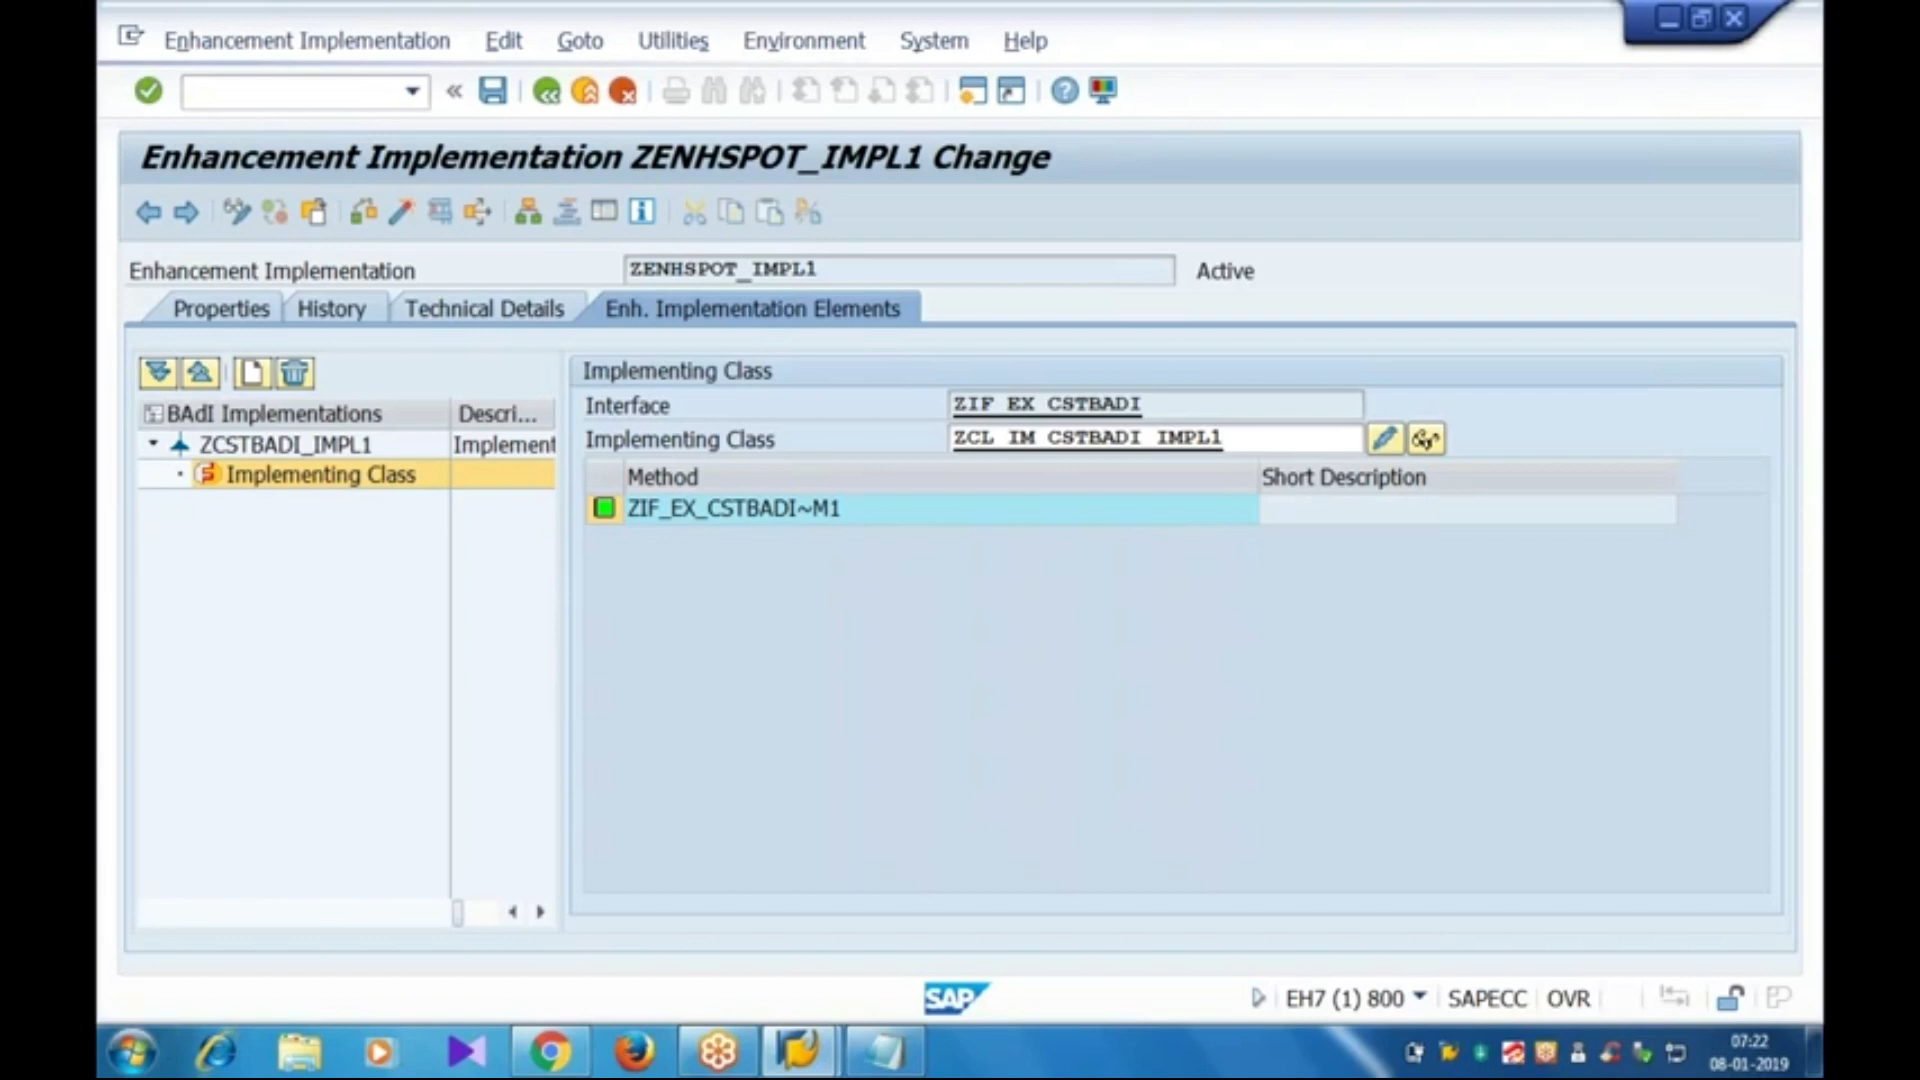 Enhancement Implementation Edit Goto Utilities Environment System Help
Enhancement Implementation ZENHSPOT_IMPL1 Change
Enhancement Implementation ZENHSPOT_IMPL1 Active
Properties History Technical Details Enh. Implementation Elements
Implementing Class
BAdI Implementations Descri...
Interface ZIF_EX_CSTBADI
ZCSTBADI_IMPL1 Implement
Implementing Class ZCL_IM_CSTBADI_IMPL1
Implementing Class
Method Short Description
ZIF_EX_CSTBADI~M1
SAP
EH7 (1) 800 SAPECC OVR
07:22
08-01-2019